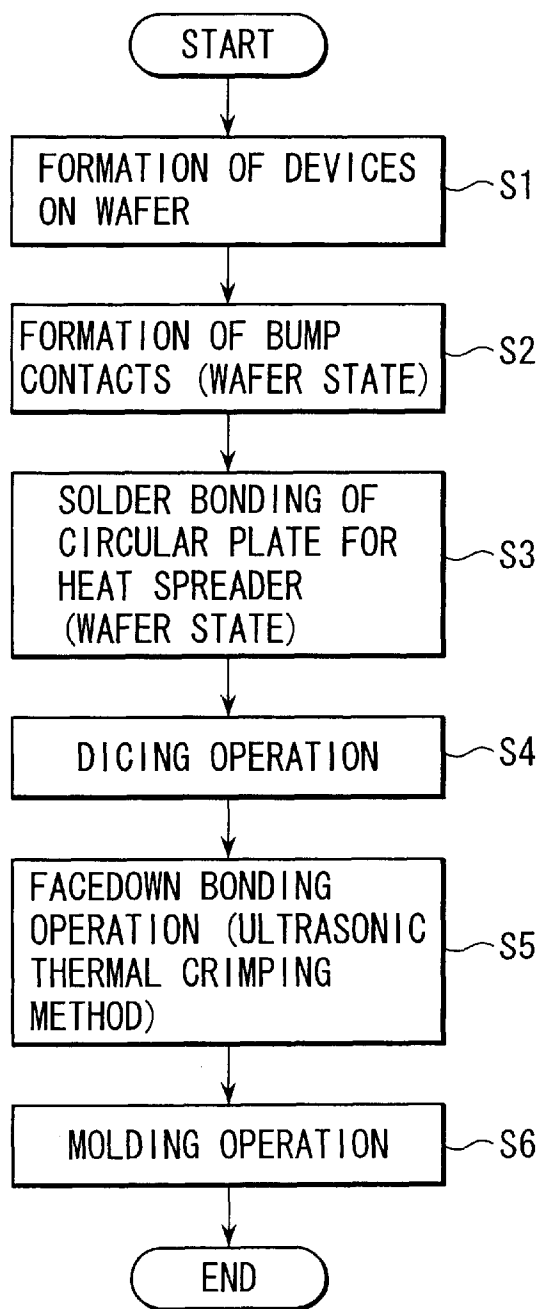 START
FORMATION OF DEVICES
ON WAFER
S1
FORMATION OF BUMP
CONTACTS (WAFER STATE)
S2
SOLDER BONDING OF
CIRCULAR PLATE FOR
HEAT SPREADER
(WAFER STATE)
S3
DICING OPERATION
S4
FACEDOWN BONDING
OPERATION (ULTRASONIC
THERMAL CRIMPING
METHOD)
S5
MOLDING OPERATION
S6
END